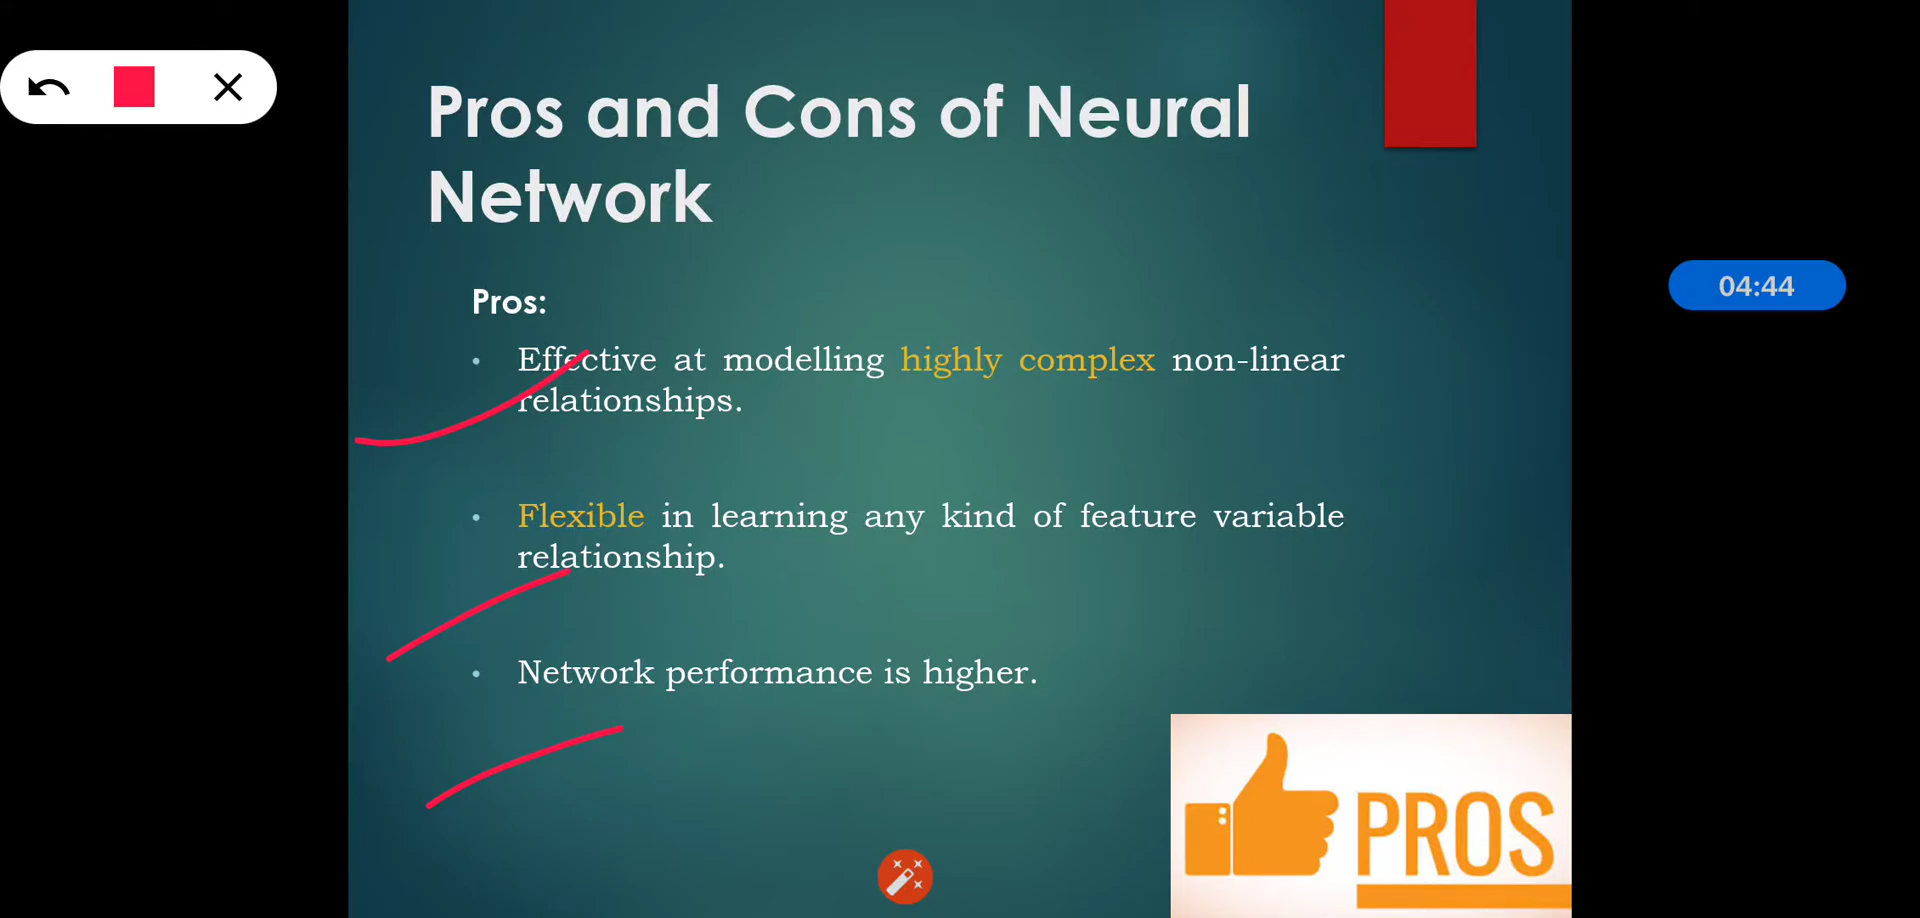 Pros and Cons of Neural
Network
04:44
Pros:
• Effective at modelling highly complex non-linear
relationships.
• Flexible in learning any kind of feature variable
relationship.
• Network performance is higher.
PROS